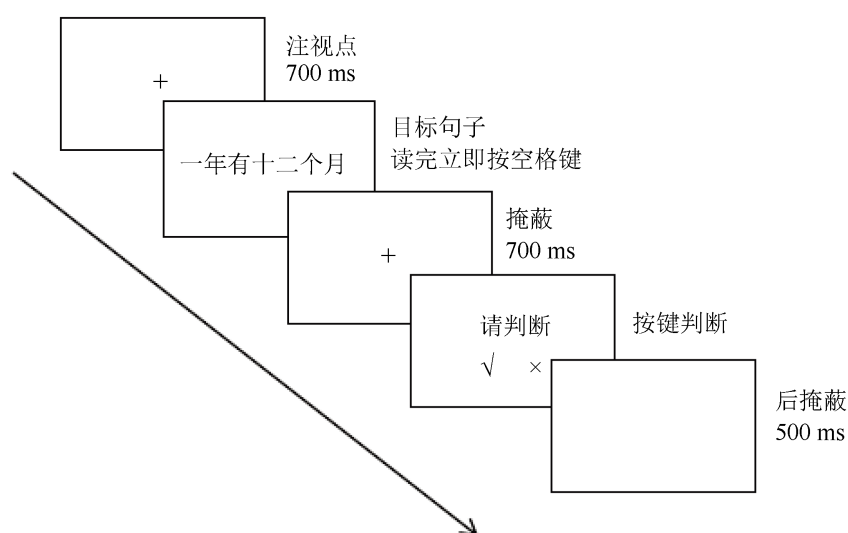 +
注视点
700 ms
一年有十二个月
目标句子
读完立即按空格键
+
掩蔽
700 ms
请判断
√ ×
按键判断
后掩蔽
500 ms